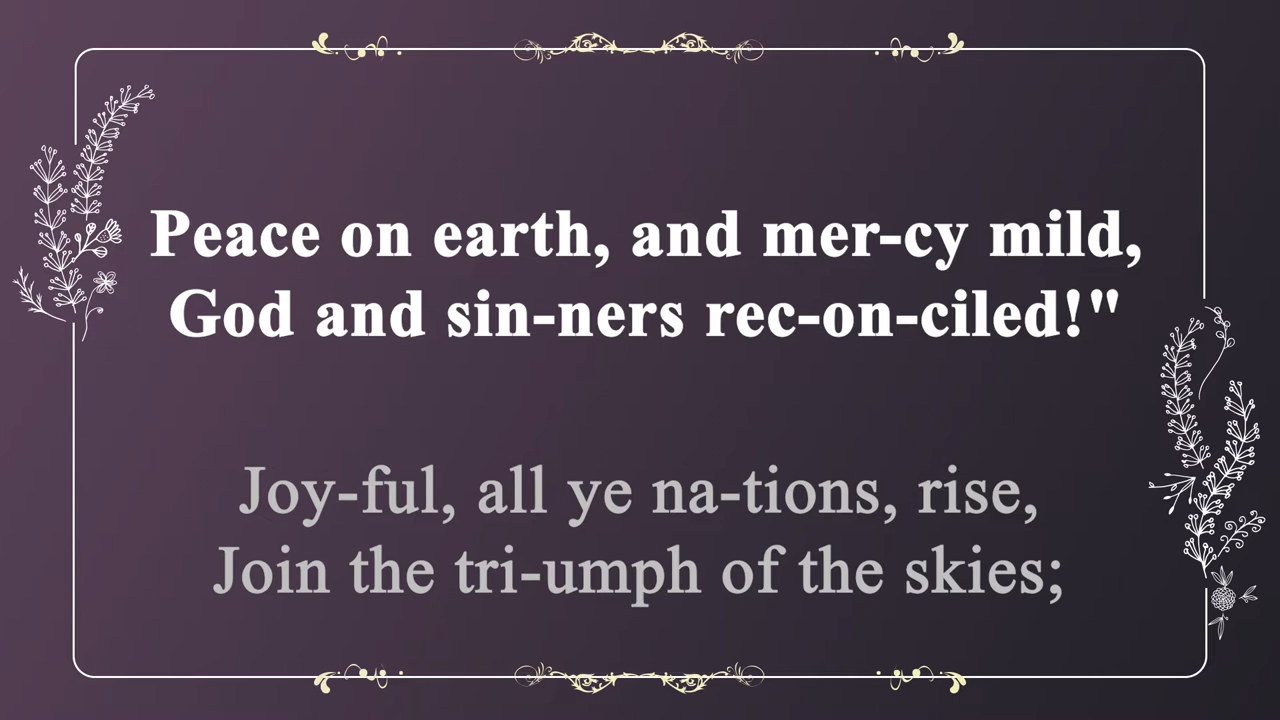 Peace on earth, and mer-cy mild,
God and sin-ners rec-on-ciled!"
Joy-ful, all ye na-tions, rise,
Join the tri-umph of the skies;